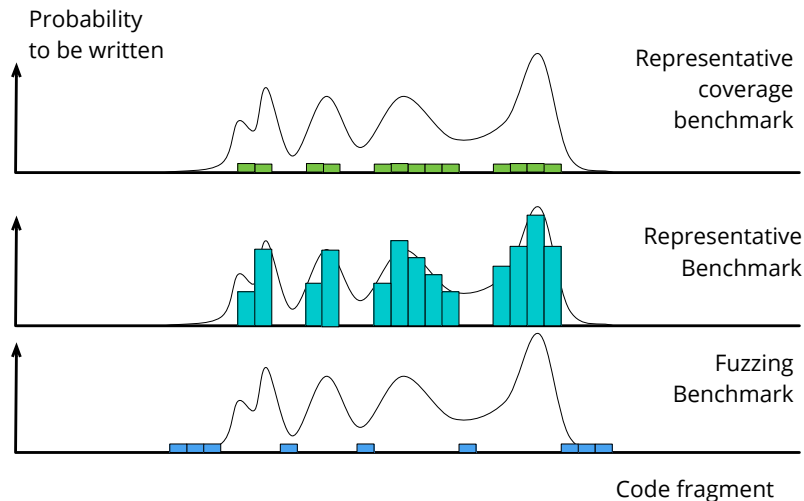 Probability
to be written
Representative
coverage
benchmark
Representative
Benchmark
Fuzzing
Benchmark
Code fragment